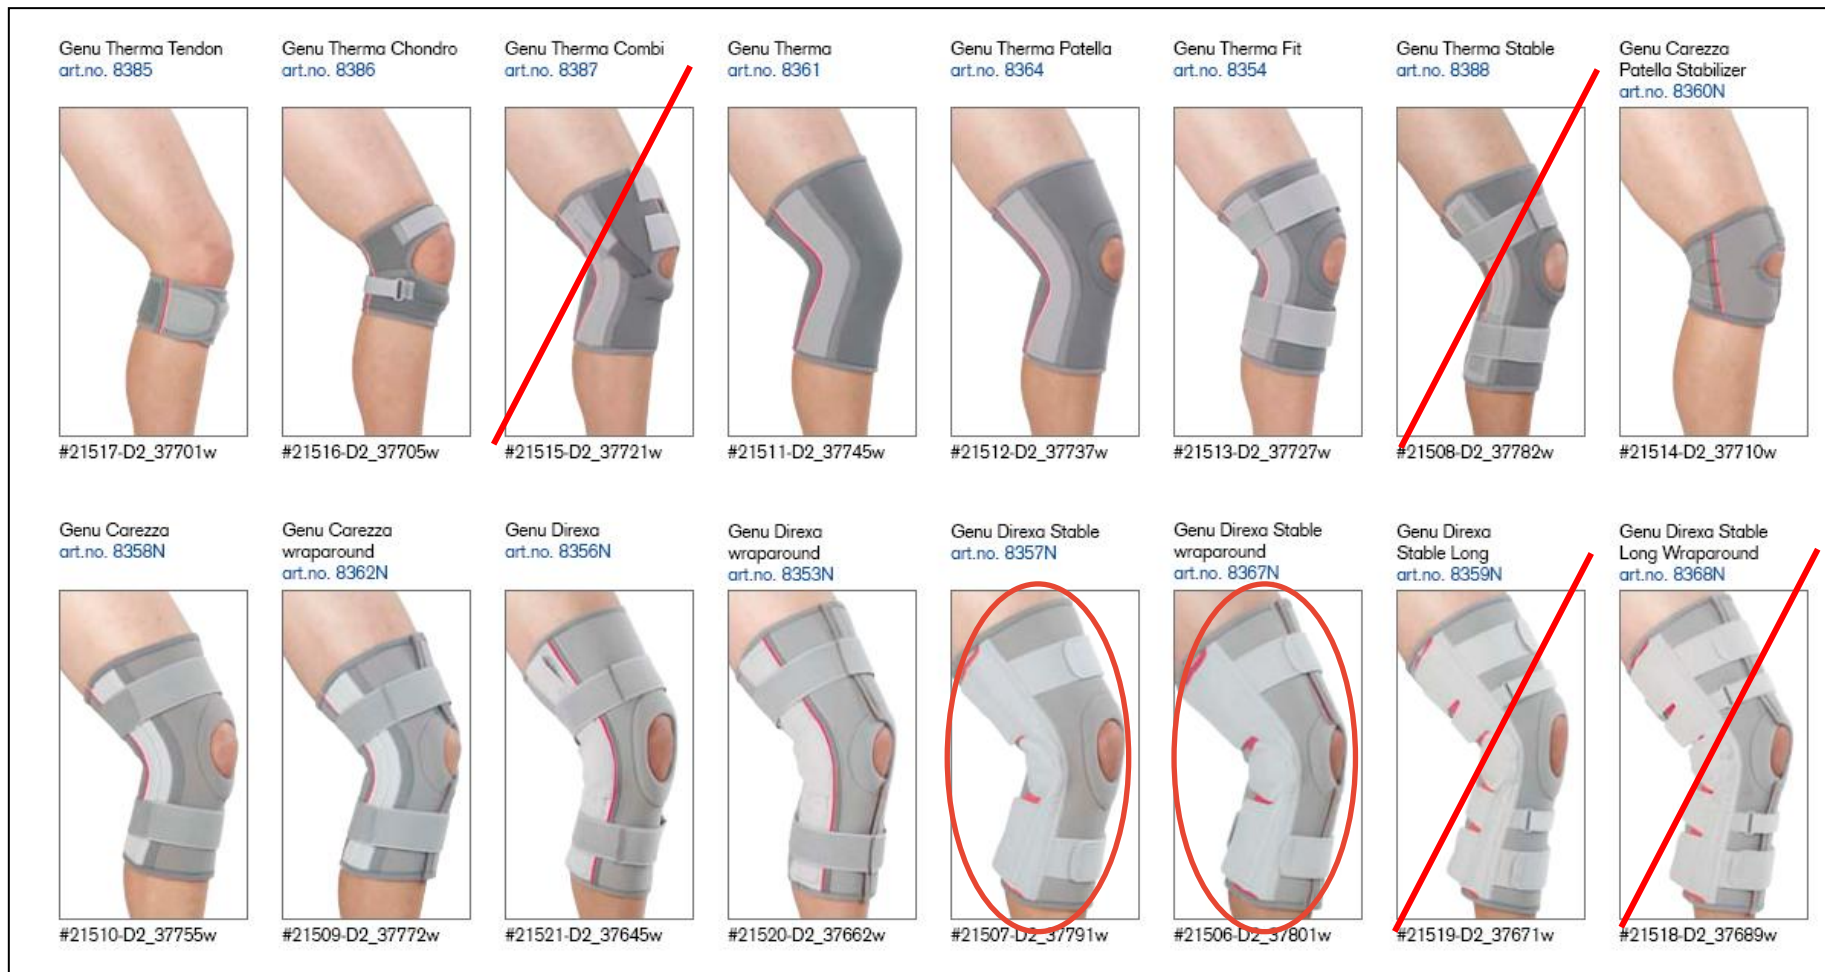 Genu Therma Tendon
art.no. 8385
Genu Therma Chondro
art.no. 8386
Genu Therma Combi
art.no. 8387
Genu Therma
art.no. 8361
Genu Therma Patella
art.no. 8364
Genu Therma Fit
art.no. 8354
Genu Therma Stable
art.no. 8388
Genu Carezza
Patella Stabilizer
art.no. 8360N
#21517-D2_37701w
#21516-D2_37705w
#21515-D2_37721w
#21511-D2_37745w
#21512-D2_37737w
#21513-D2_37727w
#21508-D2_37782w
#21514-D2_37710w
Genu Carezza
art.no. 8358N
Genu Carezza
wraparound
art.no. 8362N
Genu Direxa
art.no. 8356N
Genu Direxa
wraparound
art.no. 8353N
Genu Direxa Stable
art.no. 8357N
Genu Direxa Stable
wraparound
art.no. 8367N
Genu Direxa
Stable Long
art.no. 8359N
Genu Direxa Stable
Long Wraparound
art.no. 8368N
#21510-D2_37755w
#21509-D2_37772w
#21521-D2_37645w
#21520-D2_37662w
#21507-D2_37791w
#21506-D2_37801w
#21519-D2_37671w
#21518-D2_37689w